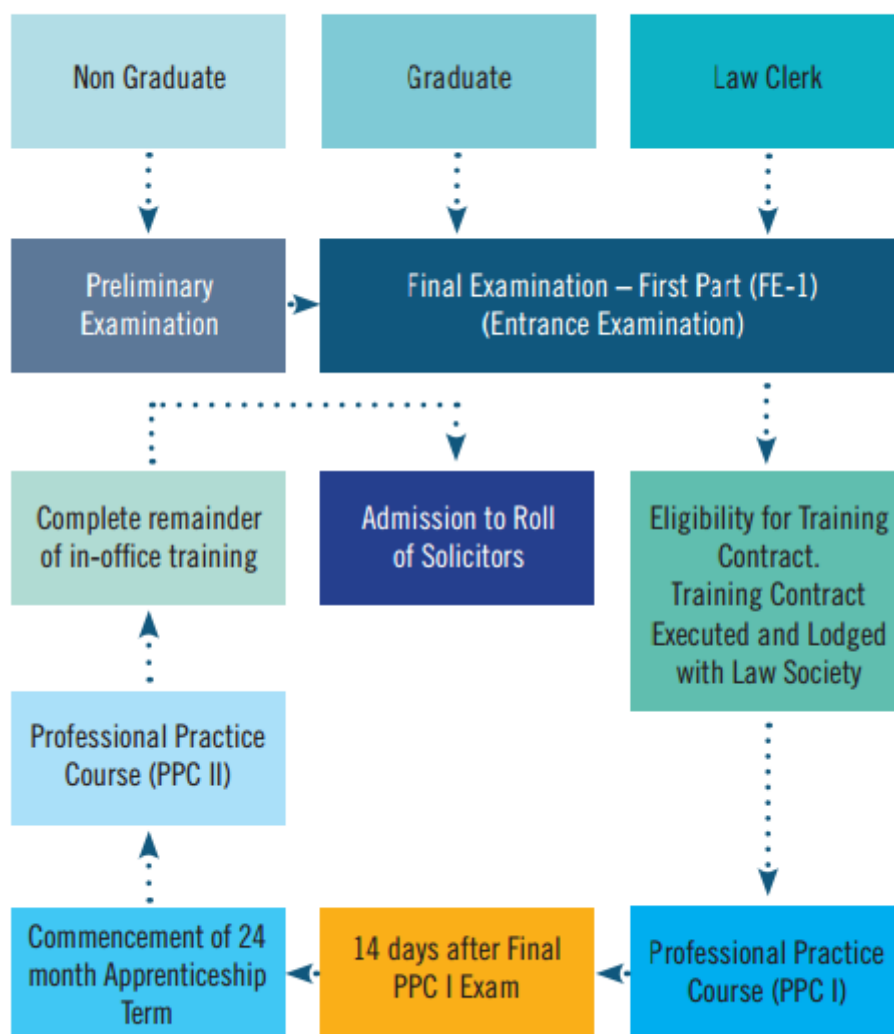 Non Graduate
Graduate
Law Clerk
Preliminary
Examination
Final Examination – First Part (FE-1)
(Entrance Examination)
Complete remainder
of in-office training
Admission to Roll
of Solicitors
Eligibility for Training
Contract.
Training Contract
Executed and Lodged
with Law Society
Professional Practice
Course (PPC II)
Commencement of 24
month Apprenticeship
Term
14 days after Final
PPC I Exam
Professional Practice
Course (PPC I)